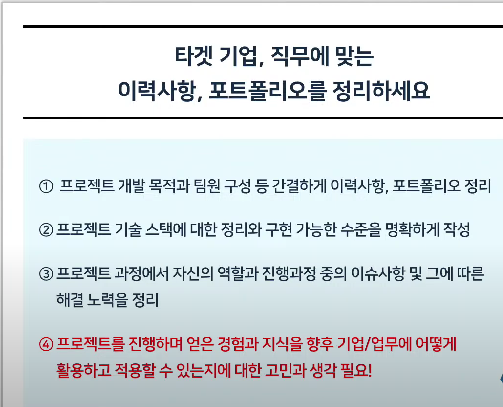 타겟 기업, 직무에 맞는
이력사항, 포트폴리오를 정리하세요
① 프로젝트 개발 목적과 팀원 구성 등 간결하게 이력사항, 포트폴리오 정리
② 프로젝트 기술 스택에 대한 정리와 구현 가능한 수준을 명확하게 작성
③ 프로젝트 과정에서 자신의 역할과 진행과정 중의 이슈사항 및 그에 따른
해결 노력을 정리
④ 프로젝트를 진행하며 얻은 경험과 지식을 향후 기업/업무에 어떻게
활용하고 적용할 수 있는지에 대한 고민과 생각 필요!